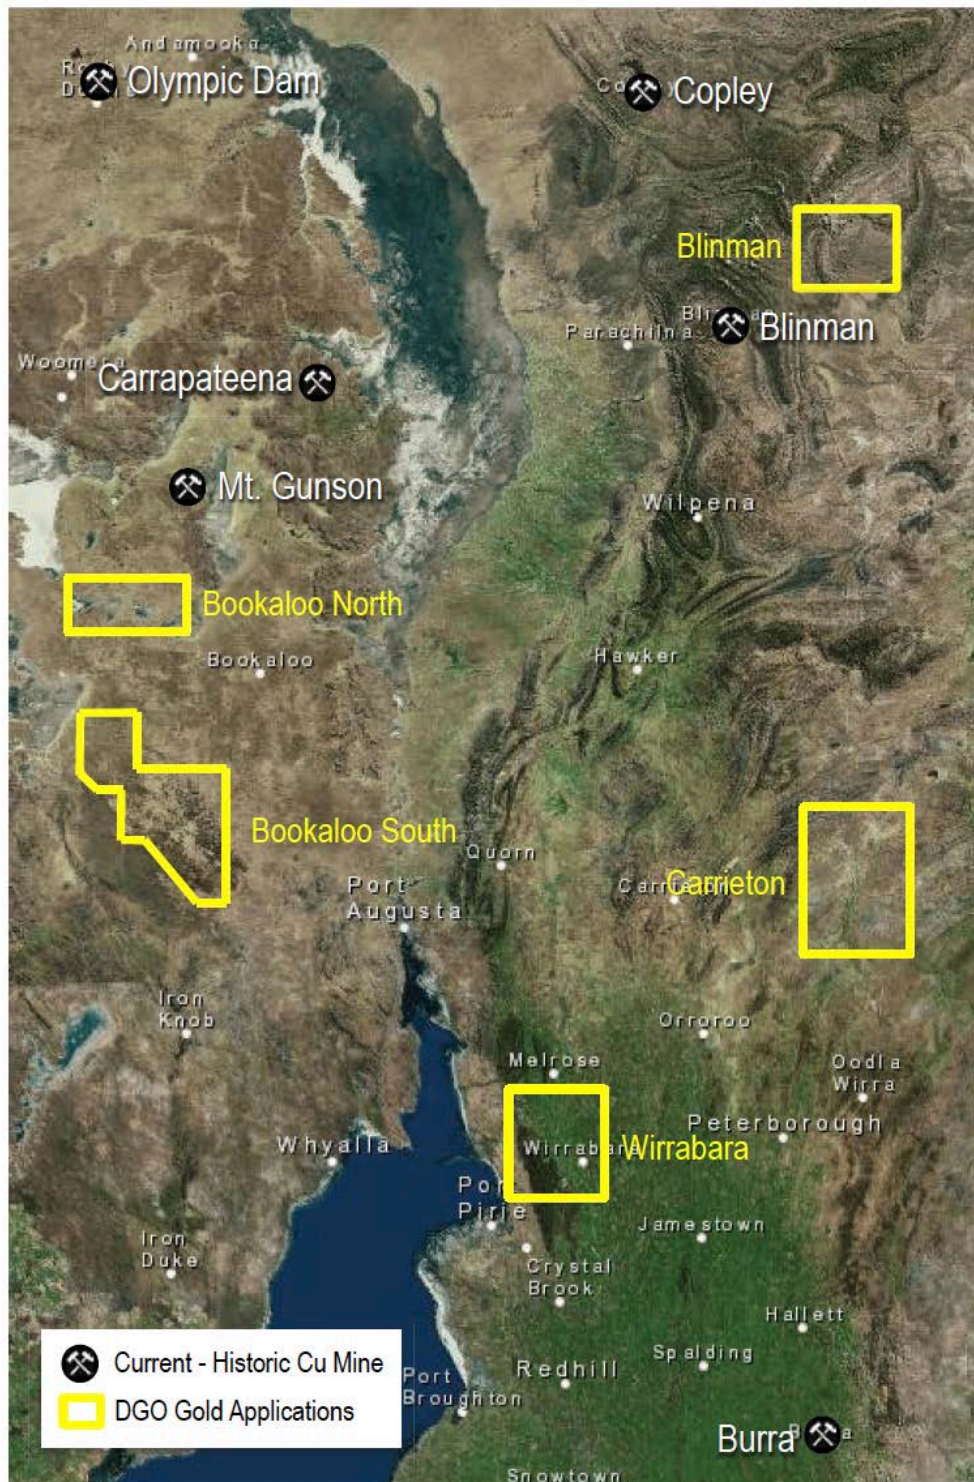 Andamooka
Olympic Dam
Copley
Blinman
Blinman
Parachilna
Woomera
Carrapateena
Mt. Gunson
Wilpena
Bookaloo North
Bookaloo
Hawker
Bookaloo South
Quorn
Port
Augusta
Carrieton
Carrieton
Iron
Knob
Orroroo
Melrose
Oodla
Wirra
Peterborough
Whyalla
Wirrabara
Wirrabara
Port
Pirie
Jamestown
Iron
Duke
Crystal
Brook
Hallett
Spalding
Redhill
Port
Broughton
Burra
Snowtown
Current - Historic Cu Mine
DGO Gold Applications